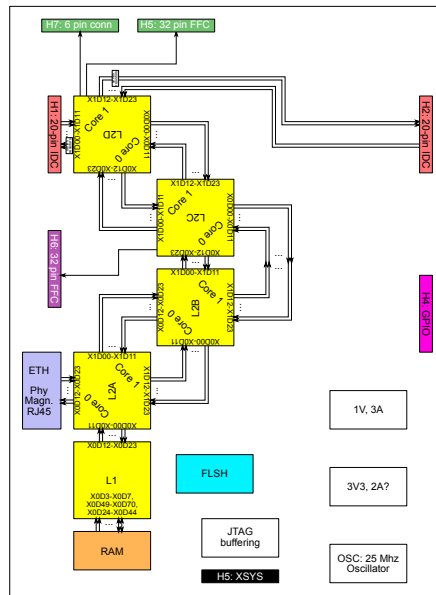 H7: 6 pin conn
H5: 32 pin FFC
X1D12-X1D23
...
H1: 20-pin IDC
X1D00-X1D11
Core 1
L2D
Core 0
X0D00-X0D11
X0D12-X0D23
H2: 20-pin IDC
X1D12-X1D23
X1D00-X1D11
Core 1
L2C
Core 0
X0D00-X0D11
X0D12-X0D23
H6: 32 pin FFC
X1D00-X1D11
X0D12-X0D23
Core 1
L2B
Core 0
X1D12-X1D23
X0D00-X0D11
H4: GPIO
ETH
Phy
Magn.
RJ45
X1D00-X1D11
X0D12-X0D23
Core 1
L2A
Core 0
X1D12-X1D23
X0D00-X0D11
1V, 3A
X0D12-X0D23
L1
X0D3-X0D7,
X0D49-X0D70,
X0D24-X0D44
FLSH
3V3, 2A?
RAM
JTAG
buffering
H5: XSYS
OSC: 25 Mhz
Oscillator